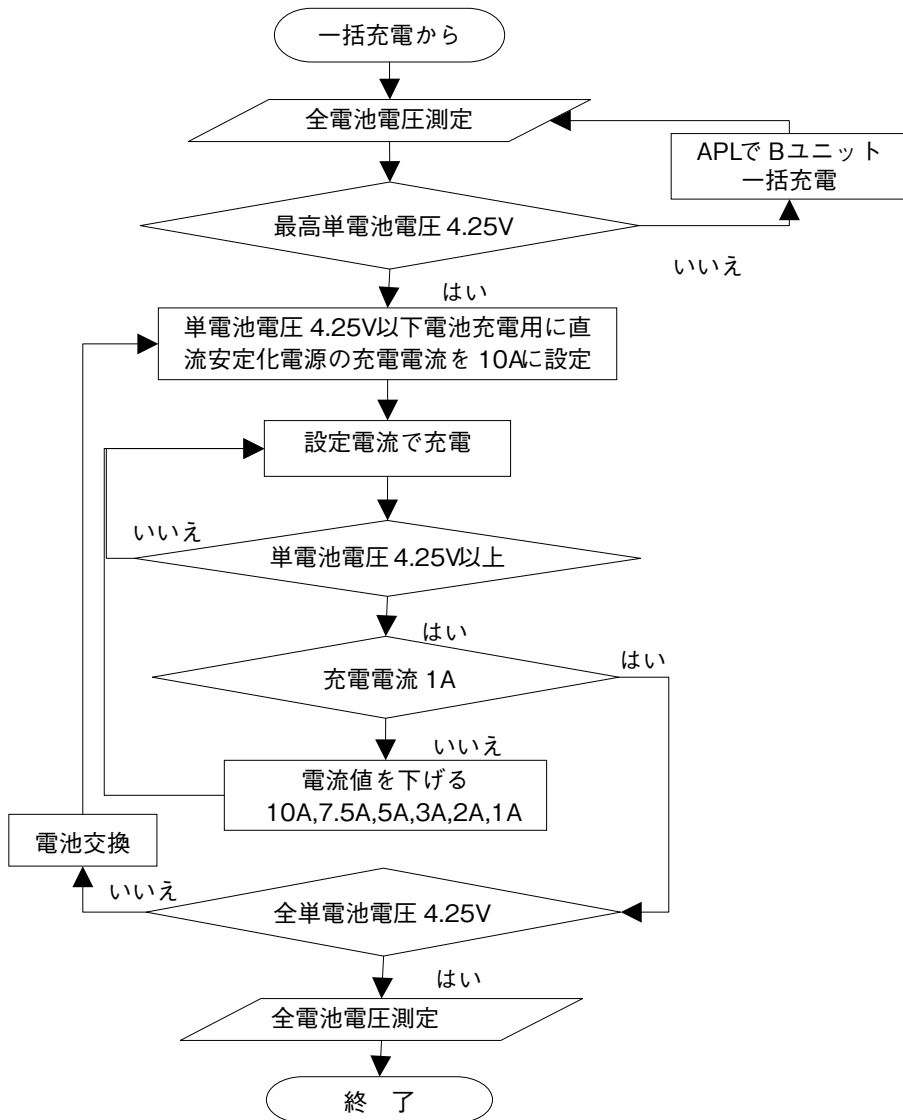 一括充電から
全電池電圧測定
APLで Bユニット
一括充電
最高単電池電圧 4.25V
いいえ
はい
単電池電圧 4.25V以下電池充電用に直
流安定化電源の充電電流を 10Aに設定
設定電流で充電
いいえ
単電池電圧 4.25V以上
はい
はい
充電電流 1A
いいえ
電流値を下げる
10A,7.5A,5A,3A,2A,1A
電池交換
いいえ
全単電池電圧 4.25V
はい
全電池電圧測定
終 了